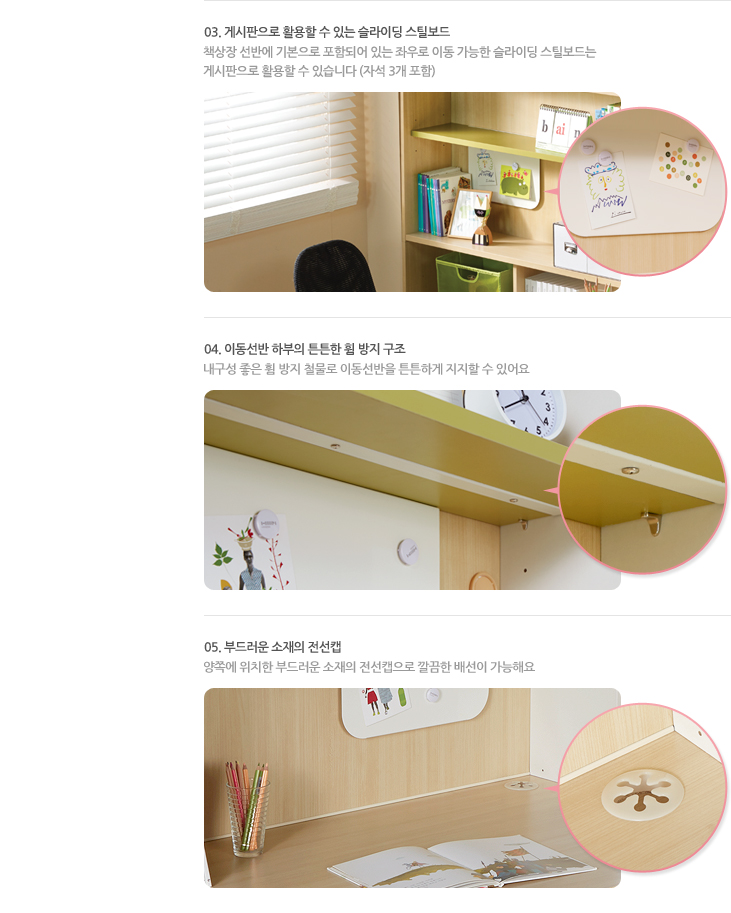 03. 게시판으로 활용할 수 있는 슬라이딩 스틸보드
책상장 선반에 기본으로 포함되어 있는 좌우로 이동 가능한 슬라이딩 스틸보드는
게시판으로 활용할 수 있습니다 (자석 3개 포함)
b ai n
04. 이동선반 하부의 튼튼한 휨 방지 구조
내구성 좋은 휨 방지 철물로 이동선반을 튼튼하게 지지할 수 있어요
12
1
2
3
4
5
6
7
05. 부드러운 소재의 전선캡
양쪽에 위치한 부드러운 소재의 전선캡으로 깔끔한 배선이 가능해요